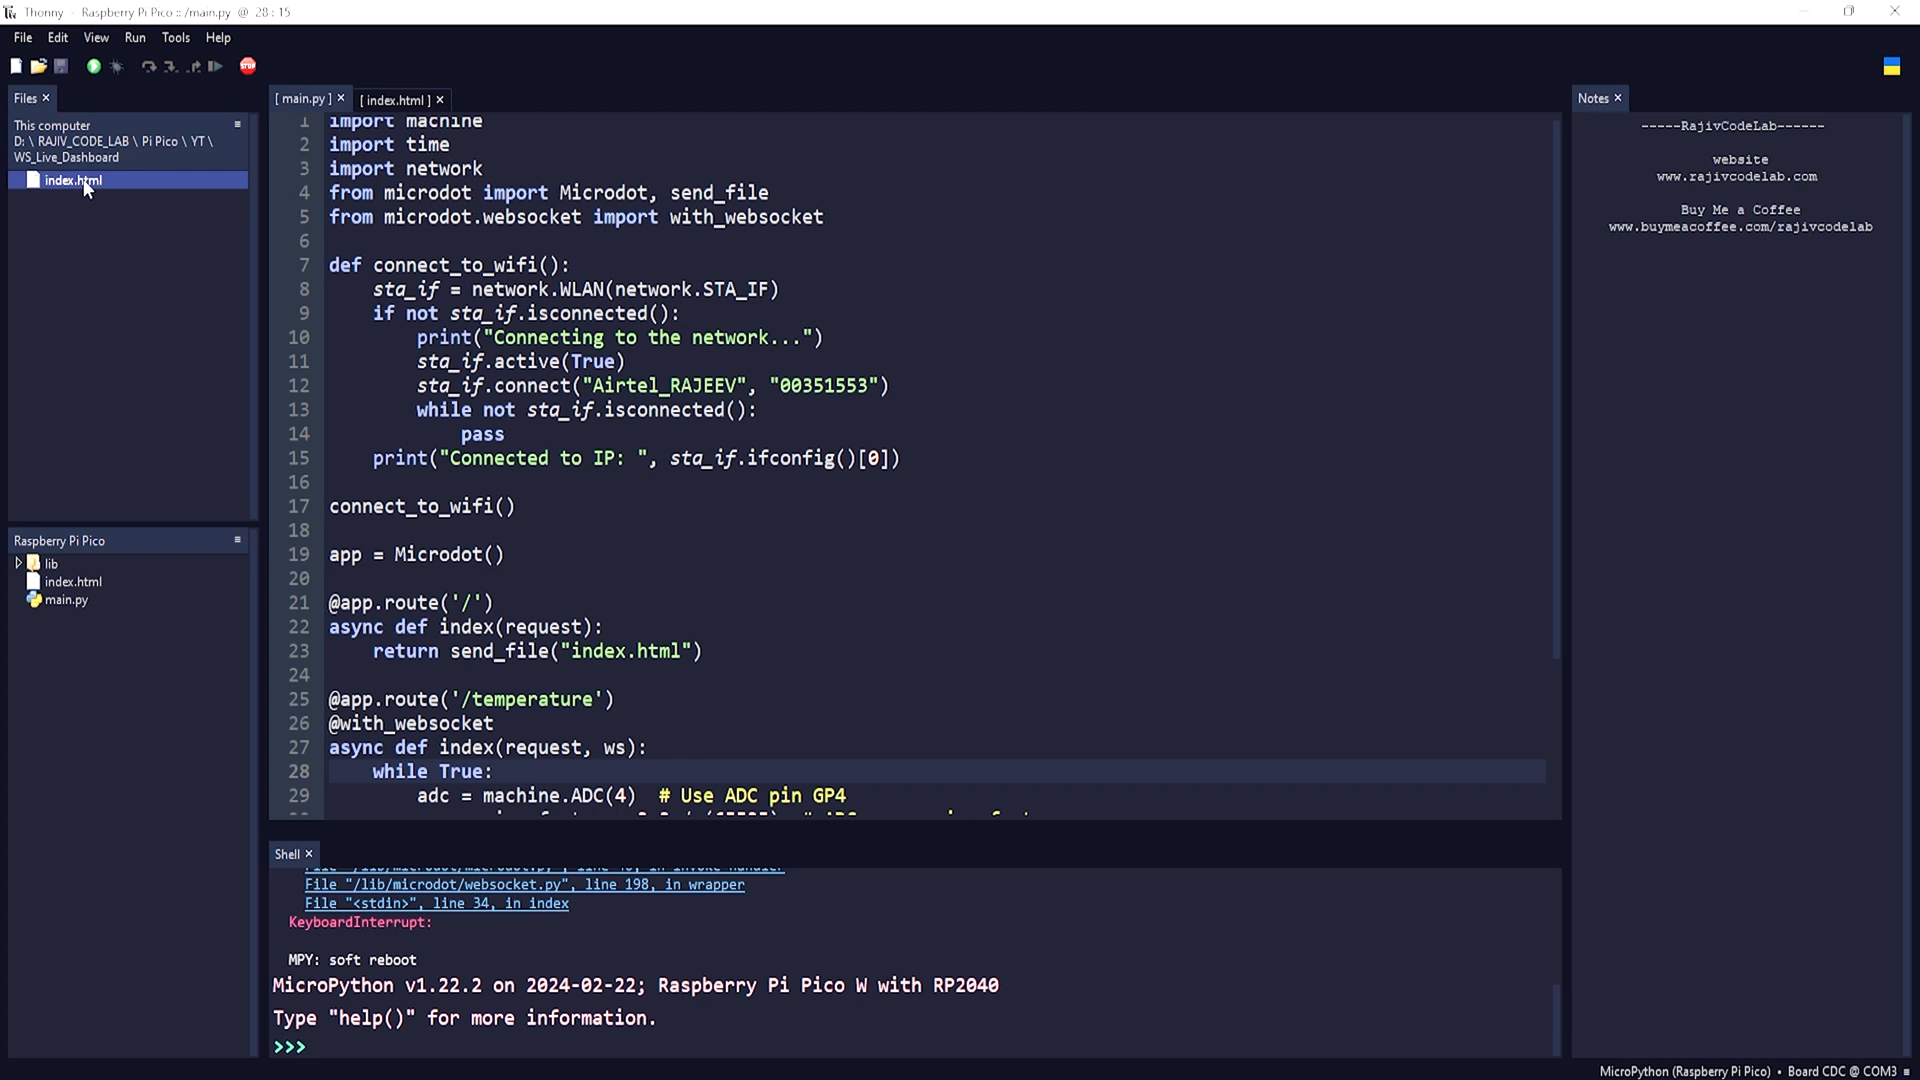 Thonny - Raspberry Pi Pico :: /main.py @ 28 : 15
File Edit View Run Tools Help
STOP
Files
This computer
D: \ RAJIV_CODE_LAB \ Pi Pico \ YT \
WS_Live_Dashboard
index.html
Raspberry Pi Pico
lib
index.html
main.py
[ main.py ] [ index.html ]
1 import machine
2 import time
3 import network
4 from microdot import Microdot, send_file
5 from microdot.websocket import with_websocket
6
7 def connect_to_wifi():
8 sta_if = network.WLAN(network.STA_IF)
9 if not sta_if.isconnected():
10 print("Connecting to the network...")
11 sta_if.active(True)
12 sta_if.connect("Airtel_RAJEEV", "00351553")
13 while not sta_if.isconnected():
14 pass
15 print("Connected to IP: ", sta_if.ifconfig()[0])
16
17 connect_to_wifi()
18
19 app = Microdot()
20
21 @app.route('/')
22 async def index(request):
23 return send_file("index.html")
24
25 @app.route('/temperature')
26 @with_websocket
27 async def index(request, ws):
28 while True:
29 adc = machine.ADC(4) # Use ADC pin GP4
Shell
File "/lib/microdot/websocket.py", line 198, in wrapper
File "<stdin>", line 34, in index
KeyboardInterrupt:
MPY: soft reboot
MicroPython v1.22.2 on 2024-02-22; Raspberry Pi Pico W with RP2040
Type "help()" for more information.
>>>
Notes
-----RajivCodeLab------
website
www.rajivcodelab.com
Buy Me a Coffee
www.buymeacoffee.com/rajivcodelab
MicroPython (Raspberry Pi Pico) • Board CDC @ COM3